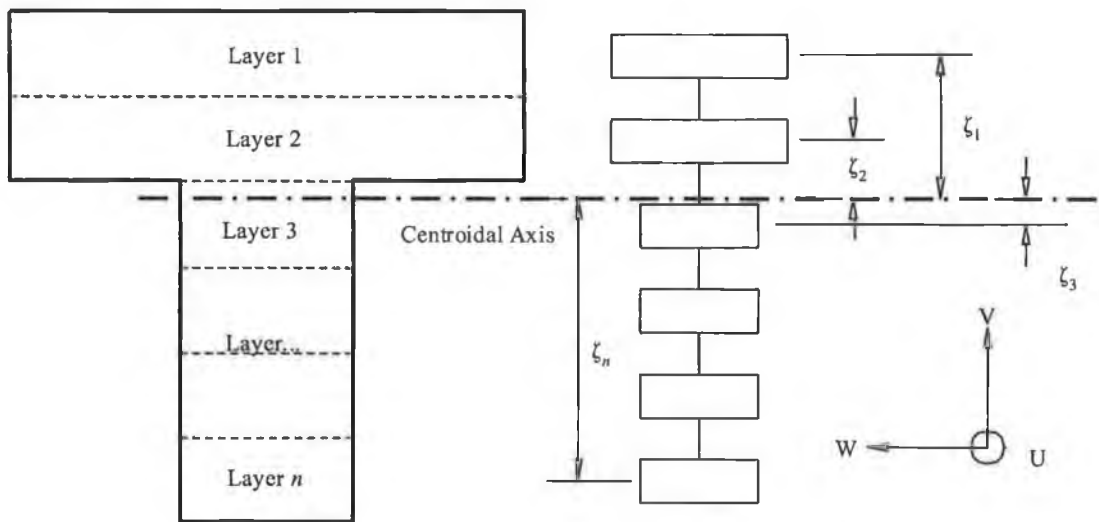 Layer 1
Layer 2
Layer 3
Layer...
Layer n
Centroidal Axis
ζ1
ζ2
ζ3
ζn
V
W
U